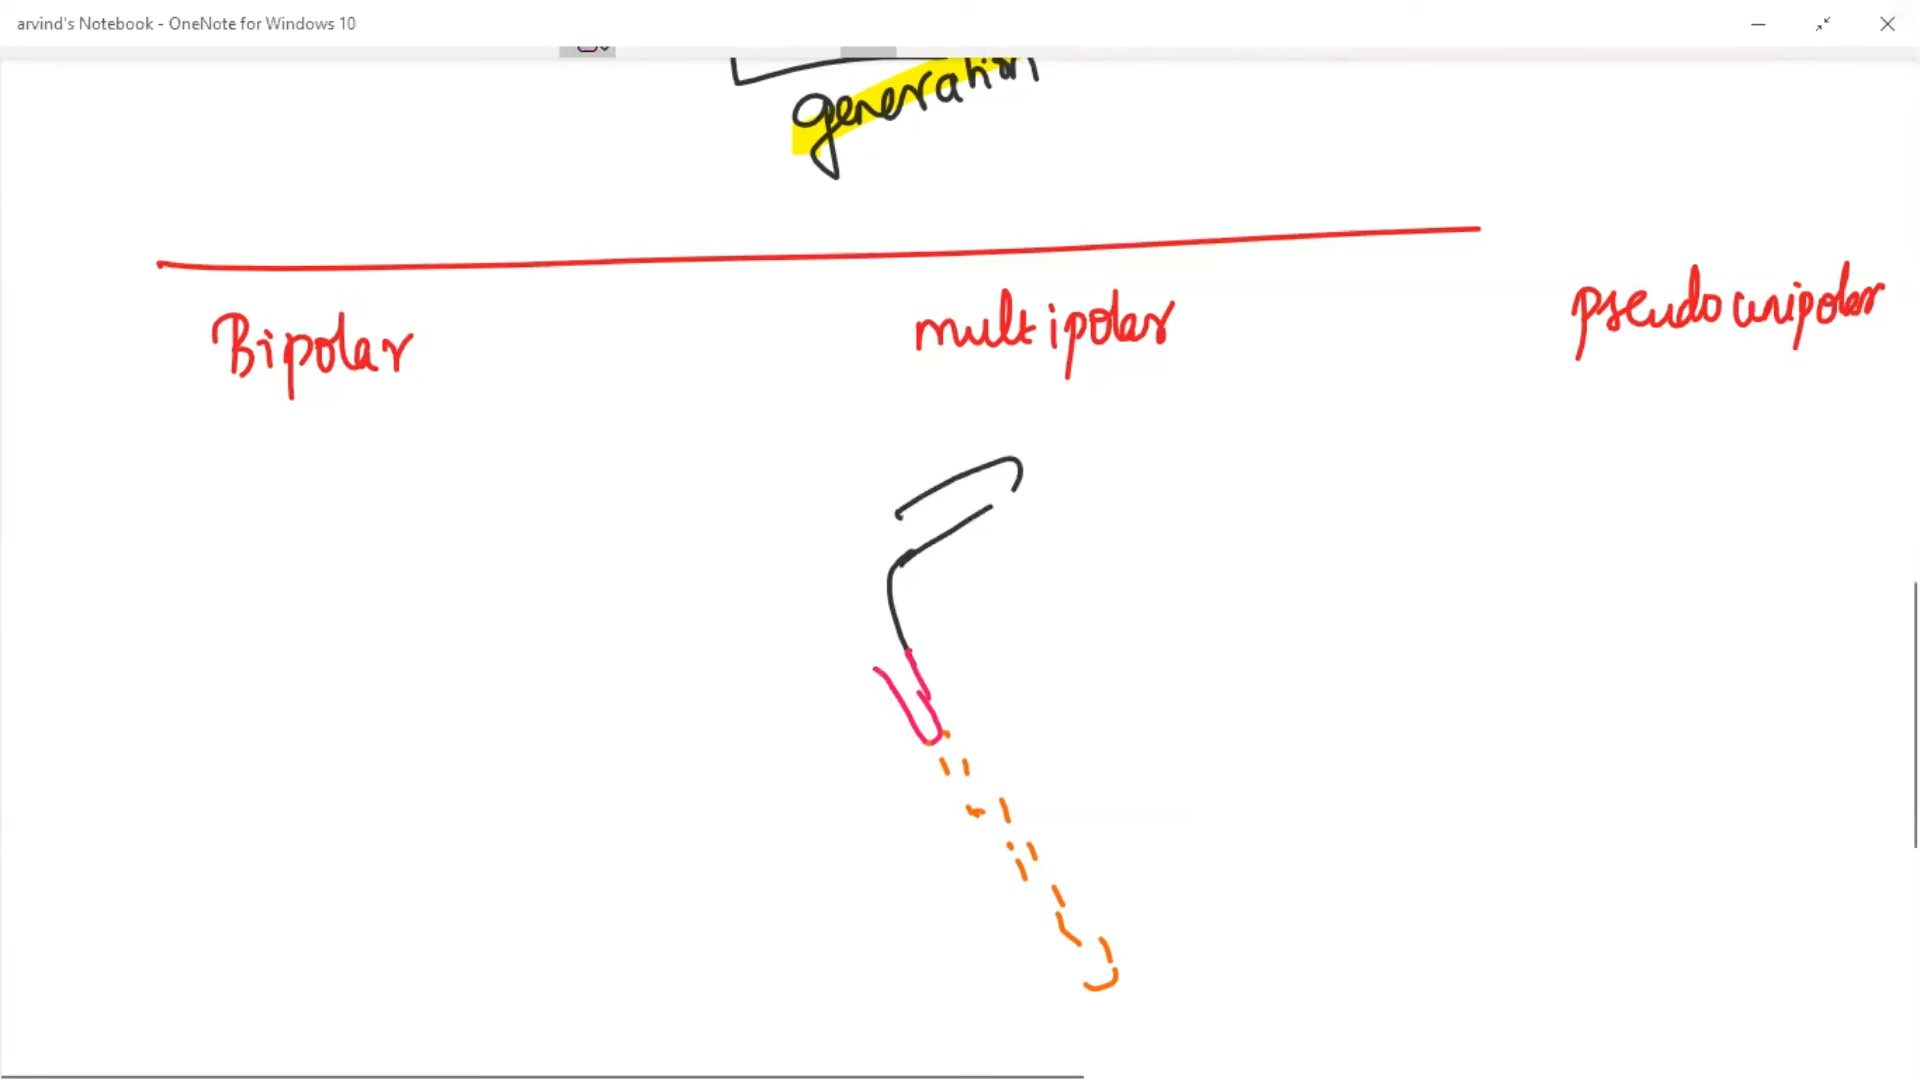 arvind's Notebook - OneNote for Windows 10
generation
Bipolar multipolar pseudounipolar